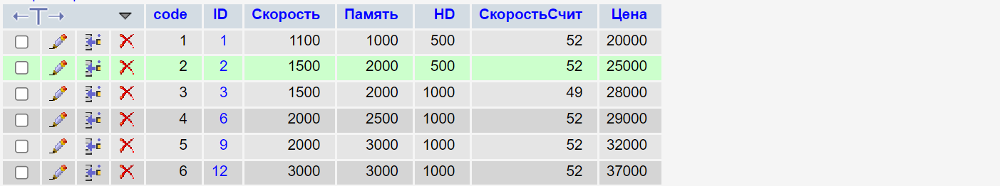 code ID Скорость Память HD СкоростьСчит Цена
1 1 1100 1000 500 52 20000
2 2 1500 2000 500 52 25000
3 3 1500 2000 1000 49 28000
4 6 2000 2500 1000 52 29000
5 9 2000 3000 1000 52 32000
6 12 3000 3000 1000 52 37000